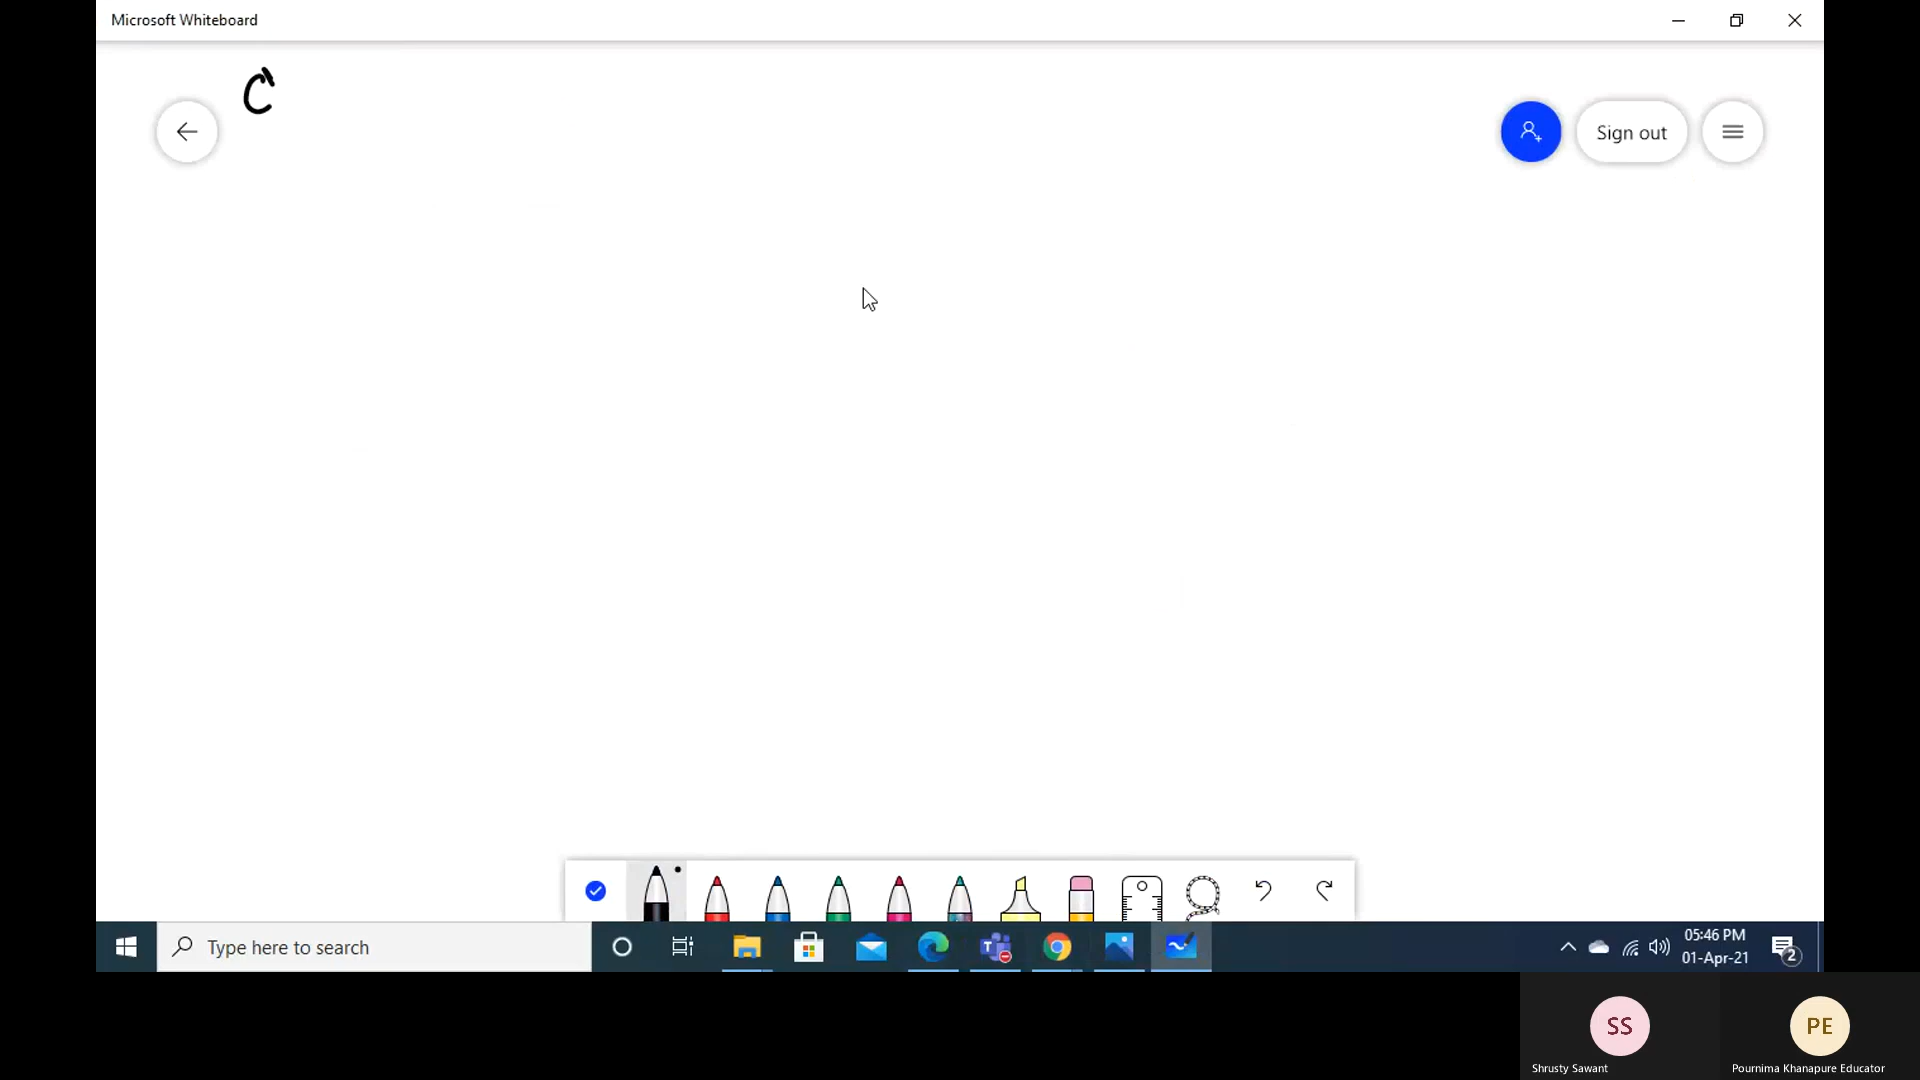 Microsoft Whiteboard
C
Sign out
Type here to search
05:46 PM
01-Apr-21
2
SS
PE
Shrusty Sawant
Pournima Khanapure Educator